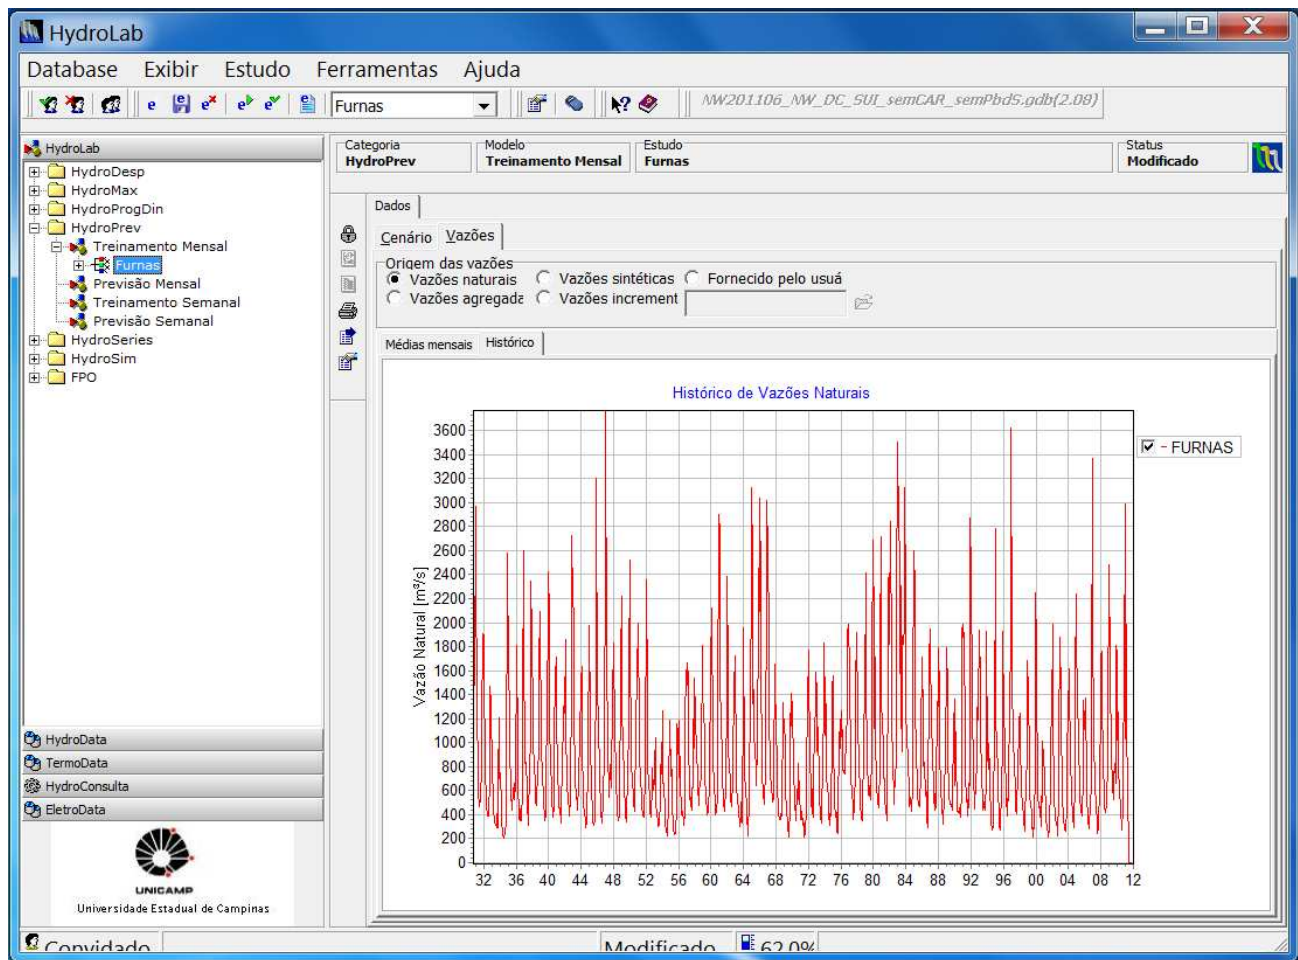 HydroLab
Database Exibir Estudo Ferramentas Ajuda
Furnas
NW201106_NW_DC_SUI_semCAR_semPbdS.gdb(2.08)
HydroLab
HydroDesp
HydroMax
HydroProgDin
HydroPrev
Treinamento Mensal
Furnas
Previsão Mensal
Treinamento Semanal
Previsão Semanal
HydroSeries
HydroSim
FPO
HydroData
TermoData
HydroConsulta
EletroData
UNICAMP
Universidade Estadual de Campinas
Categoria Modelo Estudo Status
HydroPrev Treinamento Mensal Furnas Modificado
Dados
Cenário Vazões
Origem das vazões
Vazões naturais Vazões sintéticas Fornecido pelo usuá
Vazões agregada Vazões increment
Médias mensais Histórico
Histórico de Vazões Naturais
FURNAS
Vazão Natural [m³/s]
3600
3400
3200
3000
2800
2600
2400
2200
2000
1800
1600
1400
1200
1000
800
600
400
200
0
32 36 40 44 48 52 56 60 64 68 72 76 80 84 88 92 96 00 04 08 12
Convidado Modificado 62.0%